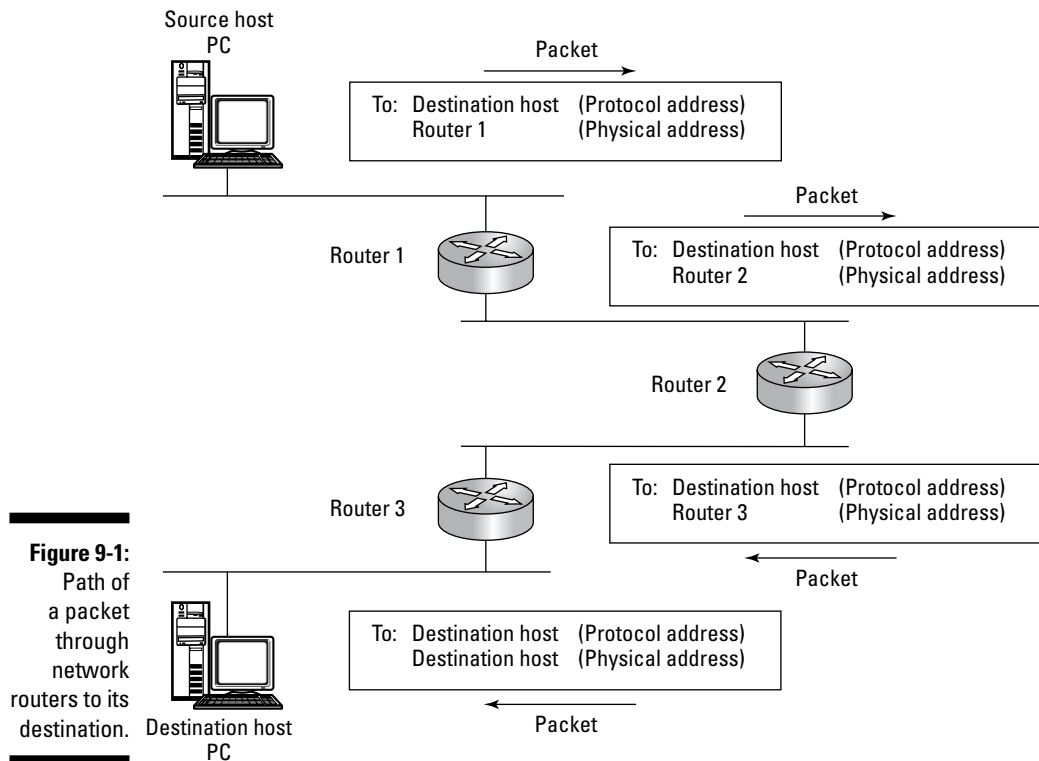 Source host
PC
Packet
To: Destination host (Protocol address)
Router 1 (Physical address)
Packet
Router 1
To: Destination host (Protocol address)
Router 2 (Physical address)
Router 2
Router 3
To: Destination host (Protocol address)
Router 3 (Physical address)
Packet
To: Destination host (Protocol address)
Destination host (Physical address)
Packet
Destination host
PC
Figure 9-1:
Path of
a packet
through
network
routers to its
destination.